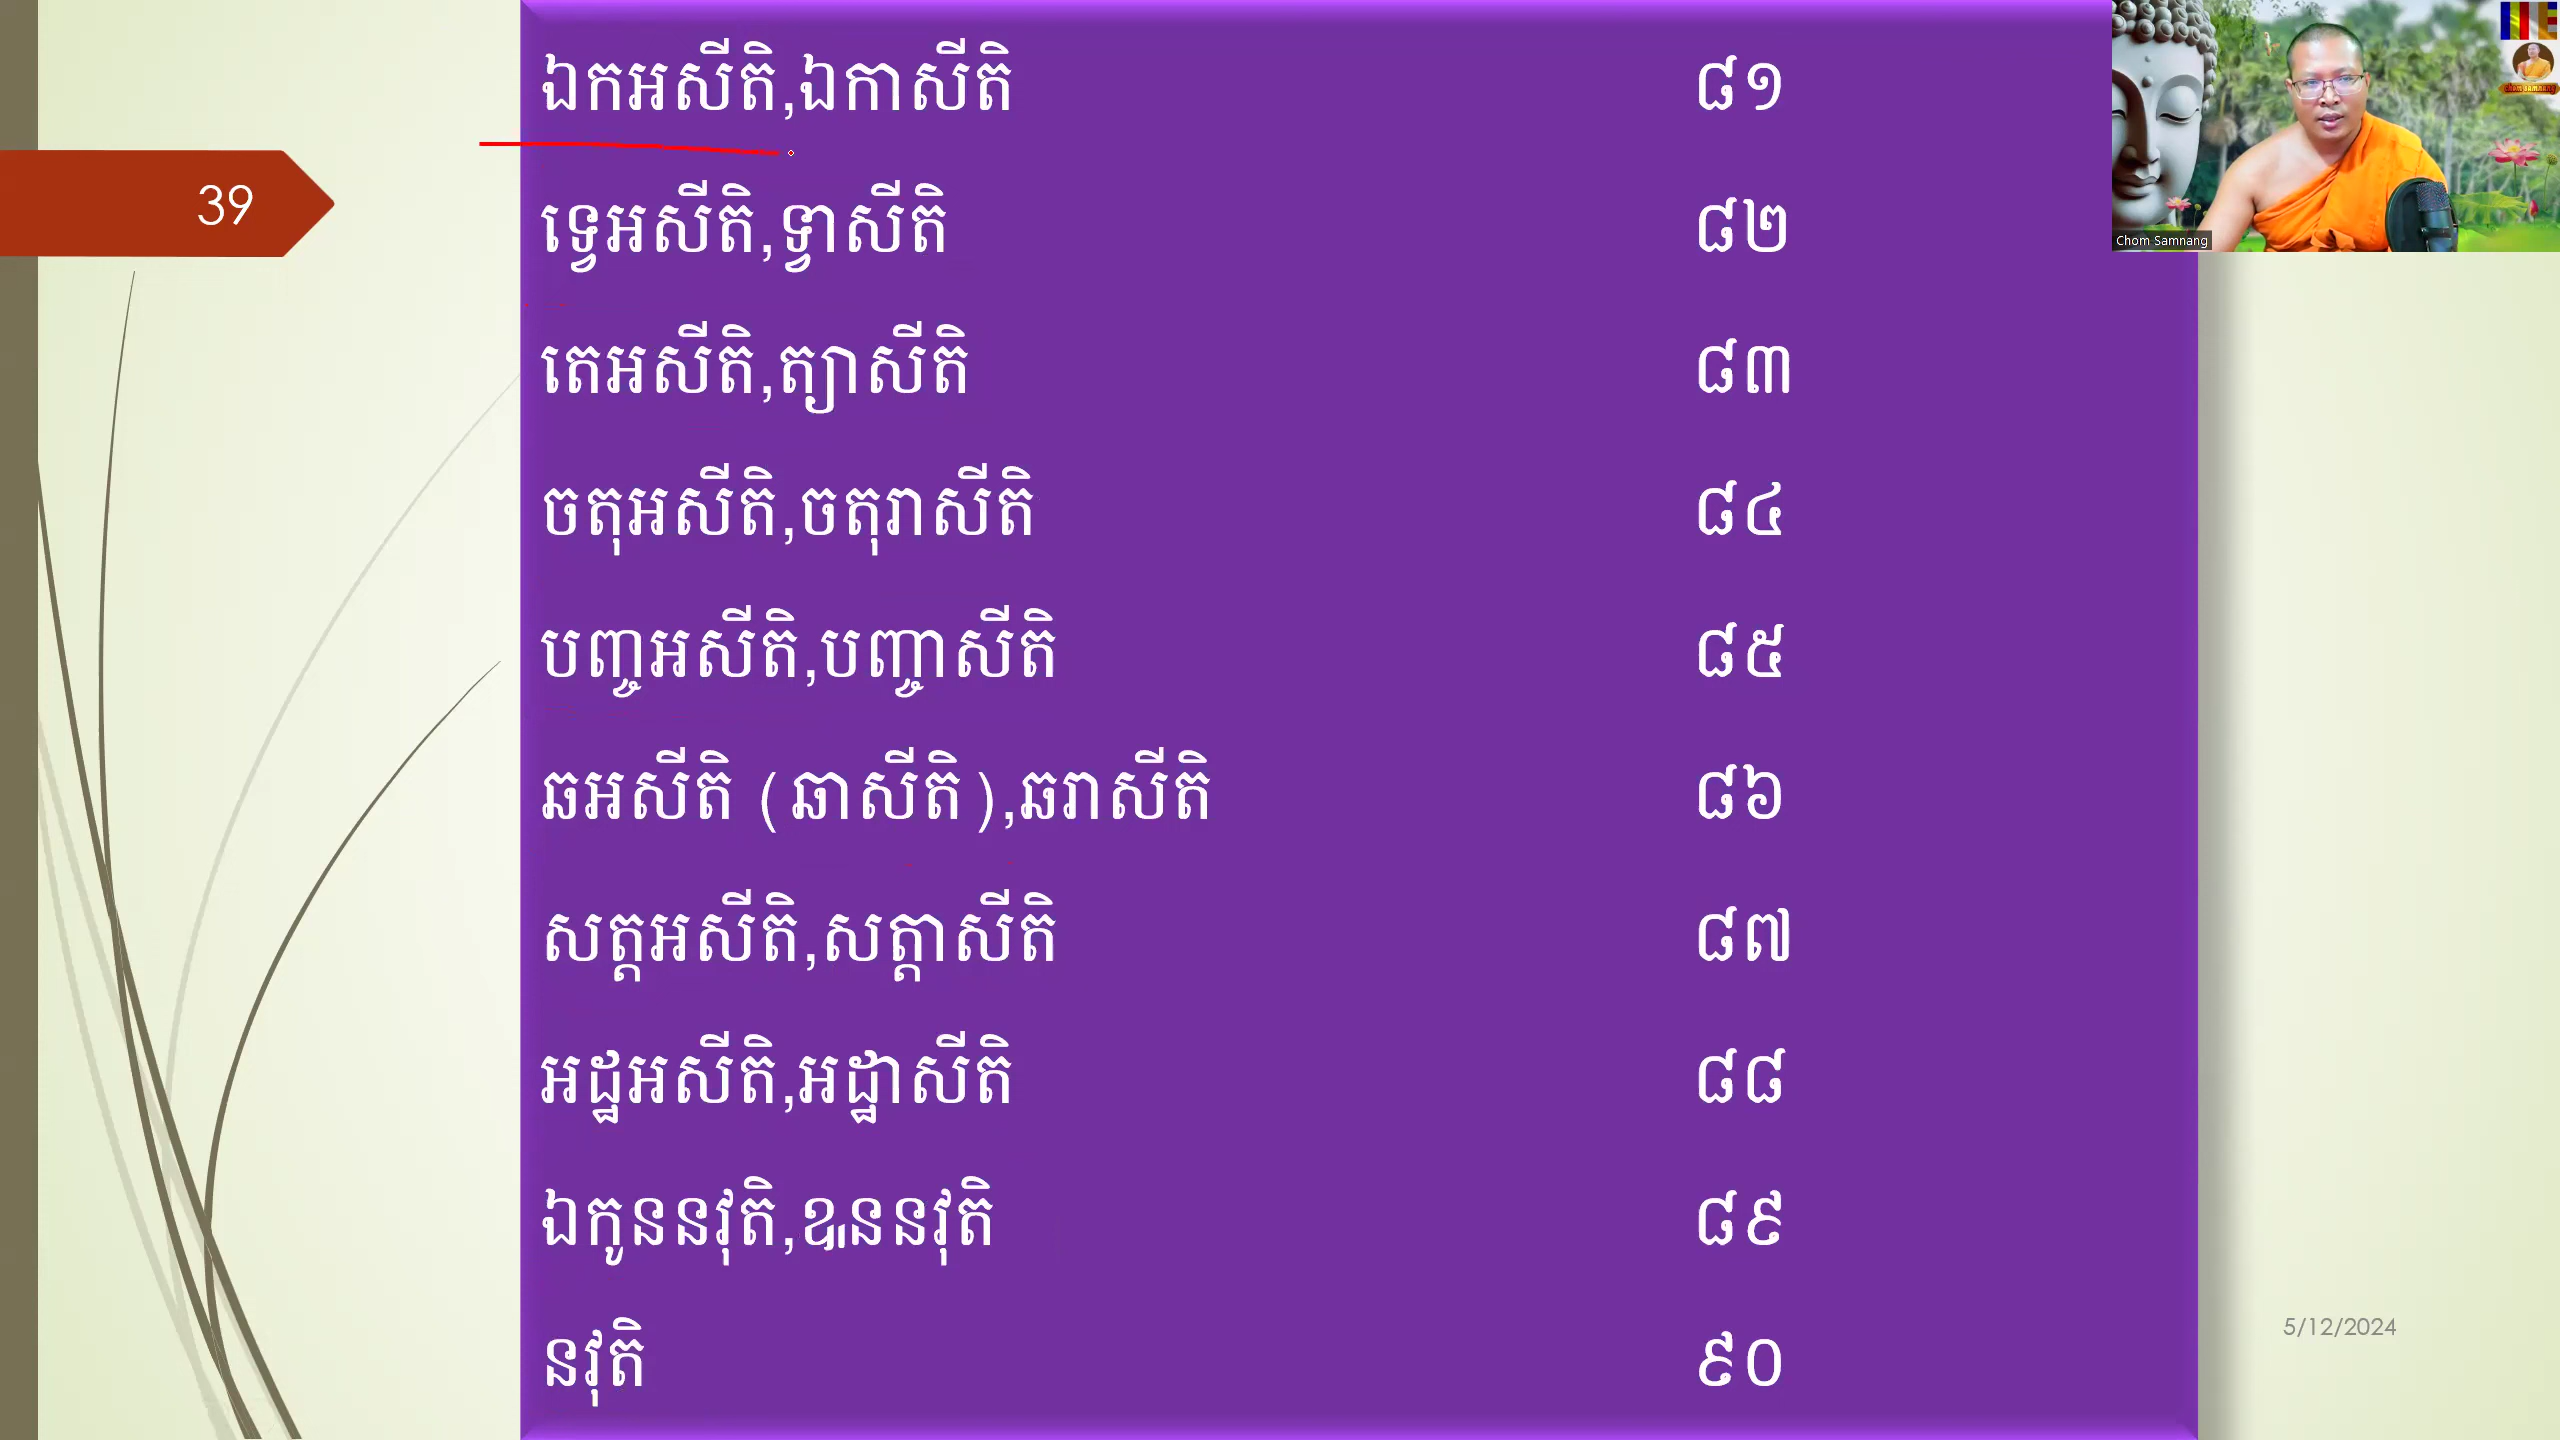 ឯកអសីតិ,ឯកាសីតិ ៨១
Chom Samnang
39
ទ្វេអសីតិ,ទ្វាសីតិ ៨២
តេអសីតិ,ត្យាសីតិ ៨៣
ចតុអសីតិ,ចតុរាសីតិ ៨៤
បញ្ចអសីតិ,បញ្ចាសីតិ ៨៥
ឆអសីតិ (ឆាសីតិ),ឆរាសីតិ ៨៦
សត្តអសីតិ,សត្តាសីតិ ៨៧
អដ្ឋអសីតិ,អដ្ឋាសីតិ ៨៨
ឯកូននវុតិ,ឩននវុតិ ៨៩
5/12/2024
នវុតិ ៩០